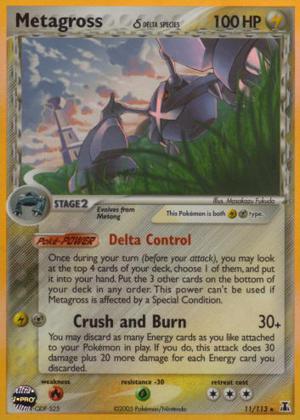 Metagross δ DELTA SPECIES 100 HP
Illus. Masakazu Fukuda
STAGE 2 Evolves from Metang This Pokémon is both type.
Poké-POWER Delta Control
Once during your turn (before your attack), you may look
at the top 4 cards of your deck, choose 1 of them, and put
it into your hand. Put the 3 other cards on the bottom of
your deck in any order. This power can't be used if
Metagross is affected by a Special Condition.
Crush and Burn 30+
You may discard as many Energy cards as you like attached
to your Pokémon in play. If you do, this attack does 30
damage plus 20 more damage for each Energy card you
discarded.
weakness resistance -30 retreat cost
ULTRA PRO ©2005 Pokémon/Nintendo 11/113 ★